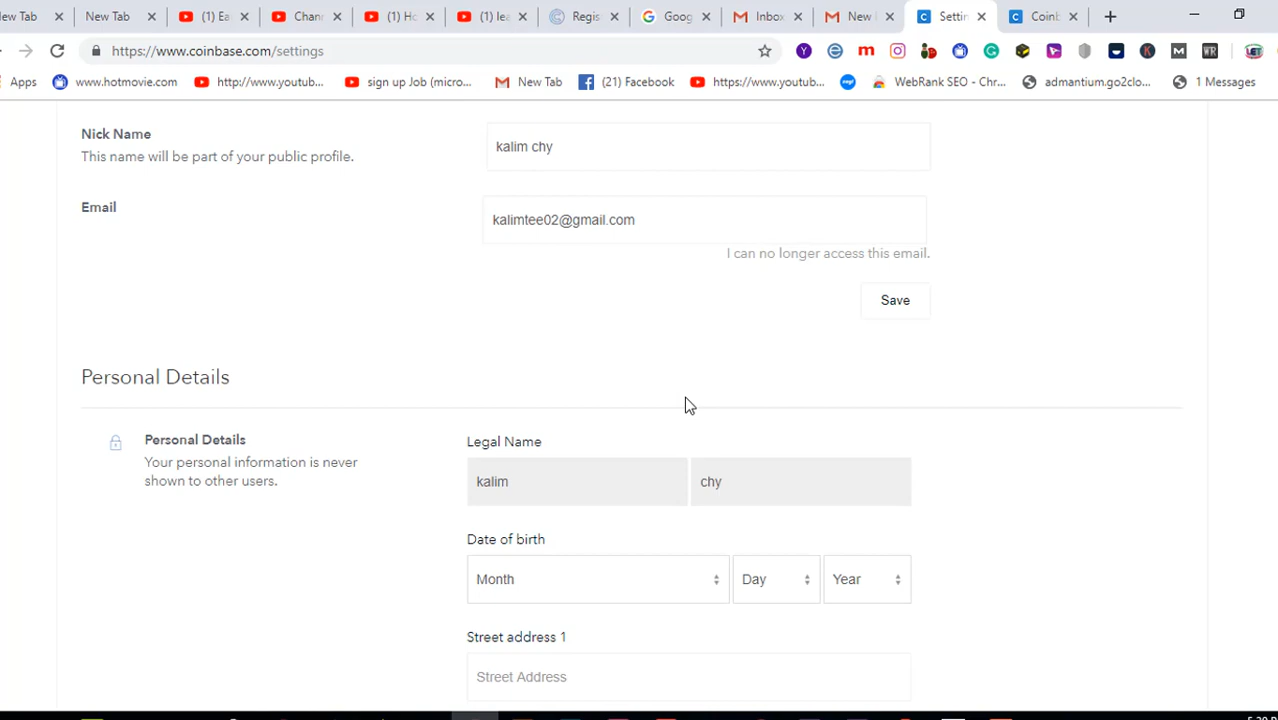 New Tab New Tab (1) Ea Chan (1) Ho (1) lea Regis Goog Inbox New Settin Coinb
https://www.coinbase.com/settings
Apps www.hotmovie.com http://www.youtub... sign up Job (micro... New Tab (21) Facebook https://www.youtub... WebRank SEO - Chr... admantium.go2clo... 1 Messages
Nick Name
This name will be part of your public profile.
kalim chy
Email
kalimtee02@gmail.com
I can no longer access this email.
Save
Personal Details
Personal Details
Your personal information is never
shown to other users.
Legal Name
kalim chy
Date of birth
Month Day Year
Street address 1
Street Address